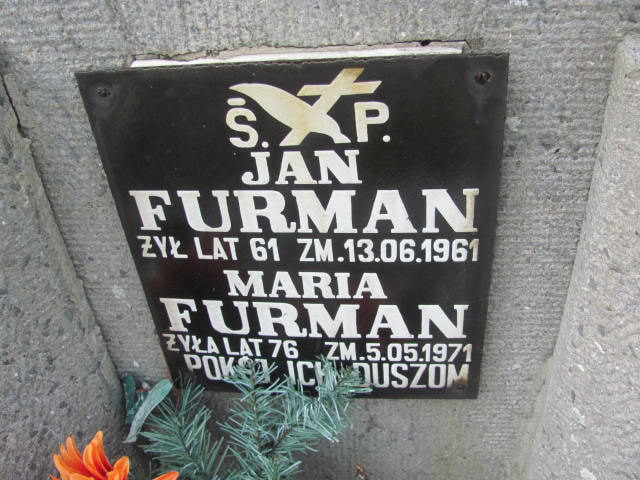 Ś. P.
JAN
FURMAN
ŻYŁ LAT 61 ZM. 13.06.1961
MARIA
FURMAN
ŻYŁA LAT 76 ZM. 5.05.1971
POKÓJ ICH DUSZOM